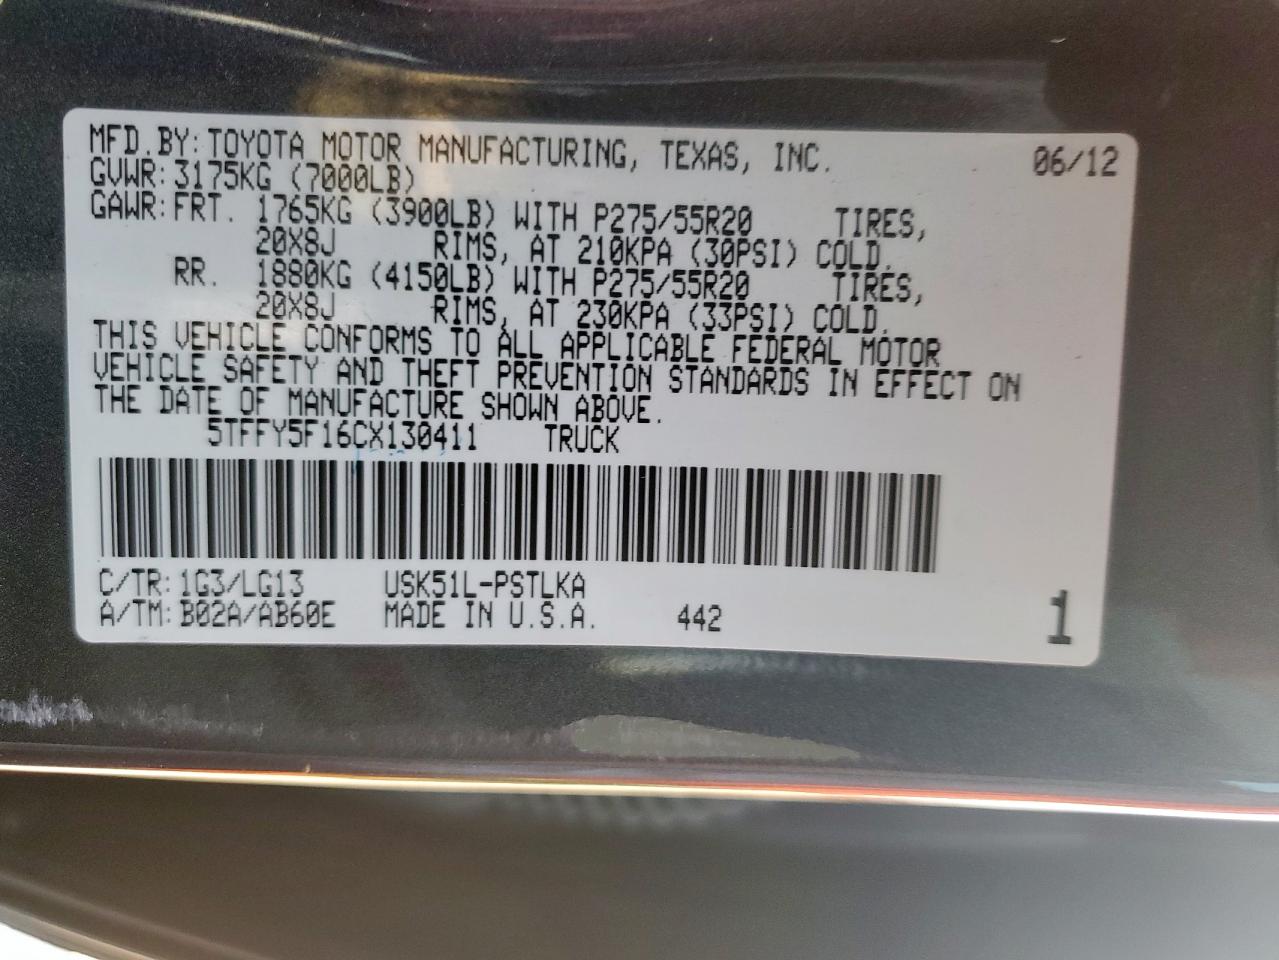 MFD.BY:TOYOTA MOTOR MANUFACTURING, TEXAS, INC. 06/12
GVWR:3175KG (7000LB)
GAWR:FRT. 1765KG (3900LB) WITH P275/55R20 TIRES,
20X8J RIMS, AT 210KPA (30PSI) COLD.
RR. 1880KG (4150LB) WITH P275/55R20 TIRES,
20X8J RIMS, AT 230KPA (33PSI) COLD.
THIS VEHICLE CONFORMS TO ALL APPLICABLE FEDERAL MOTOR
VEHICLE SAFETY AND THEFT PREVENTION STANDARDS IN EFFECT ON
THE DATE OF MANUFACTURE SHOWN ABOVE.
5TFFY5F16CX130411 TRUCK
C/TR:1G3/LG13 USK51L-PSTLKA
A/TM:B02A/AB60E MADE IN U.S.A. 442 1